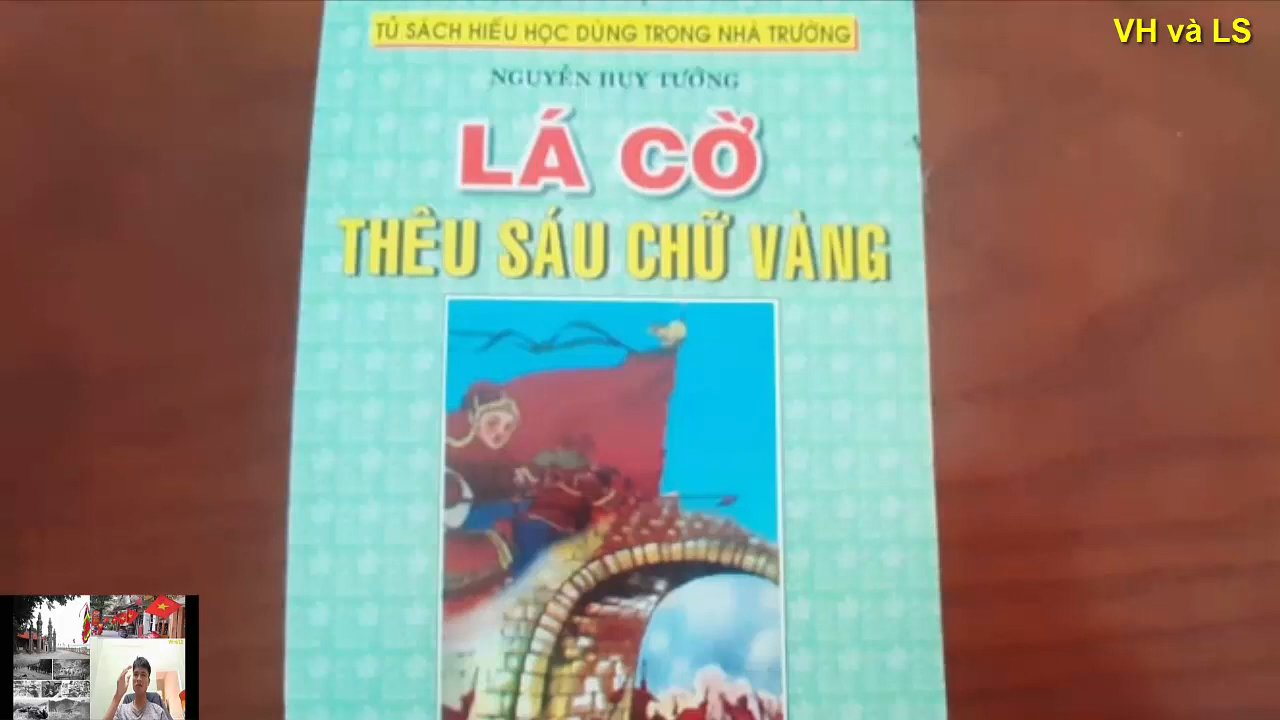 VH và LS
TỦ SÁCH HIẾU HỌC DÙNG TRONG NHÀ TRƯỜNG
NGUYỄN HUY TƯỞNG
LÁ CỜ
THÊU SÁU CHỮ VÀNG